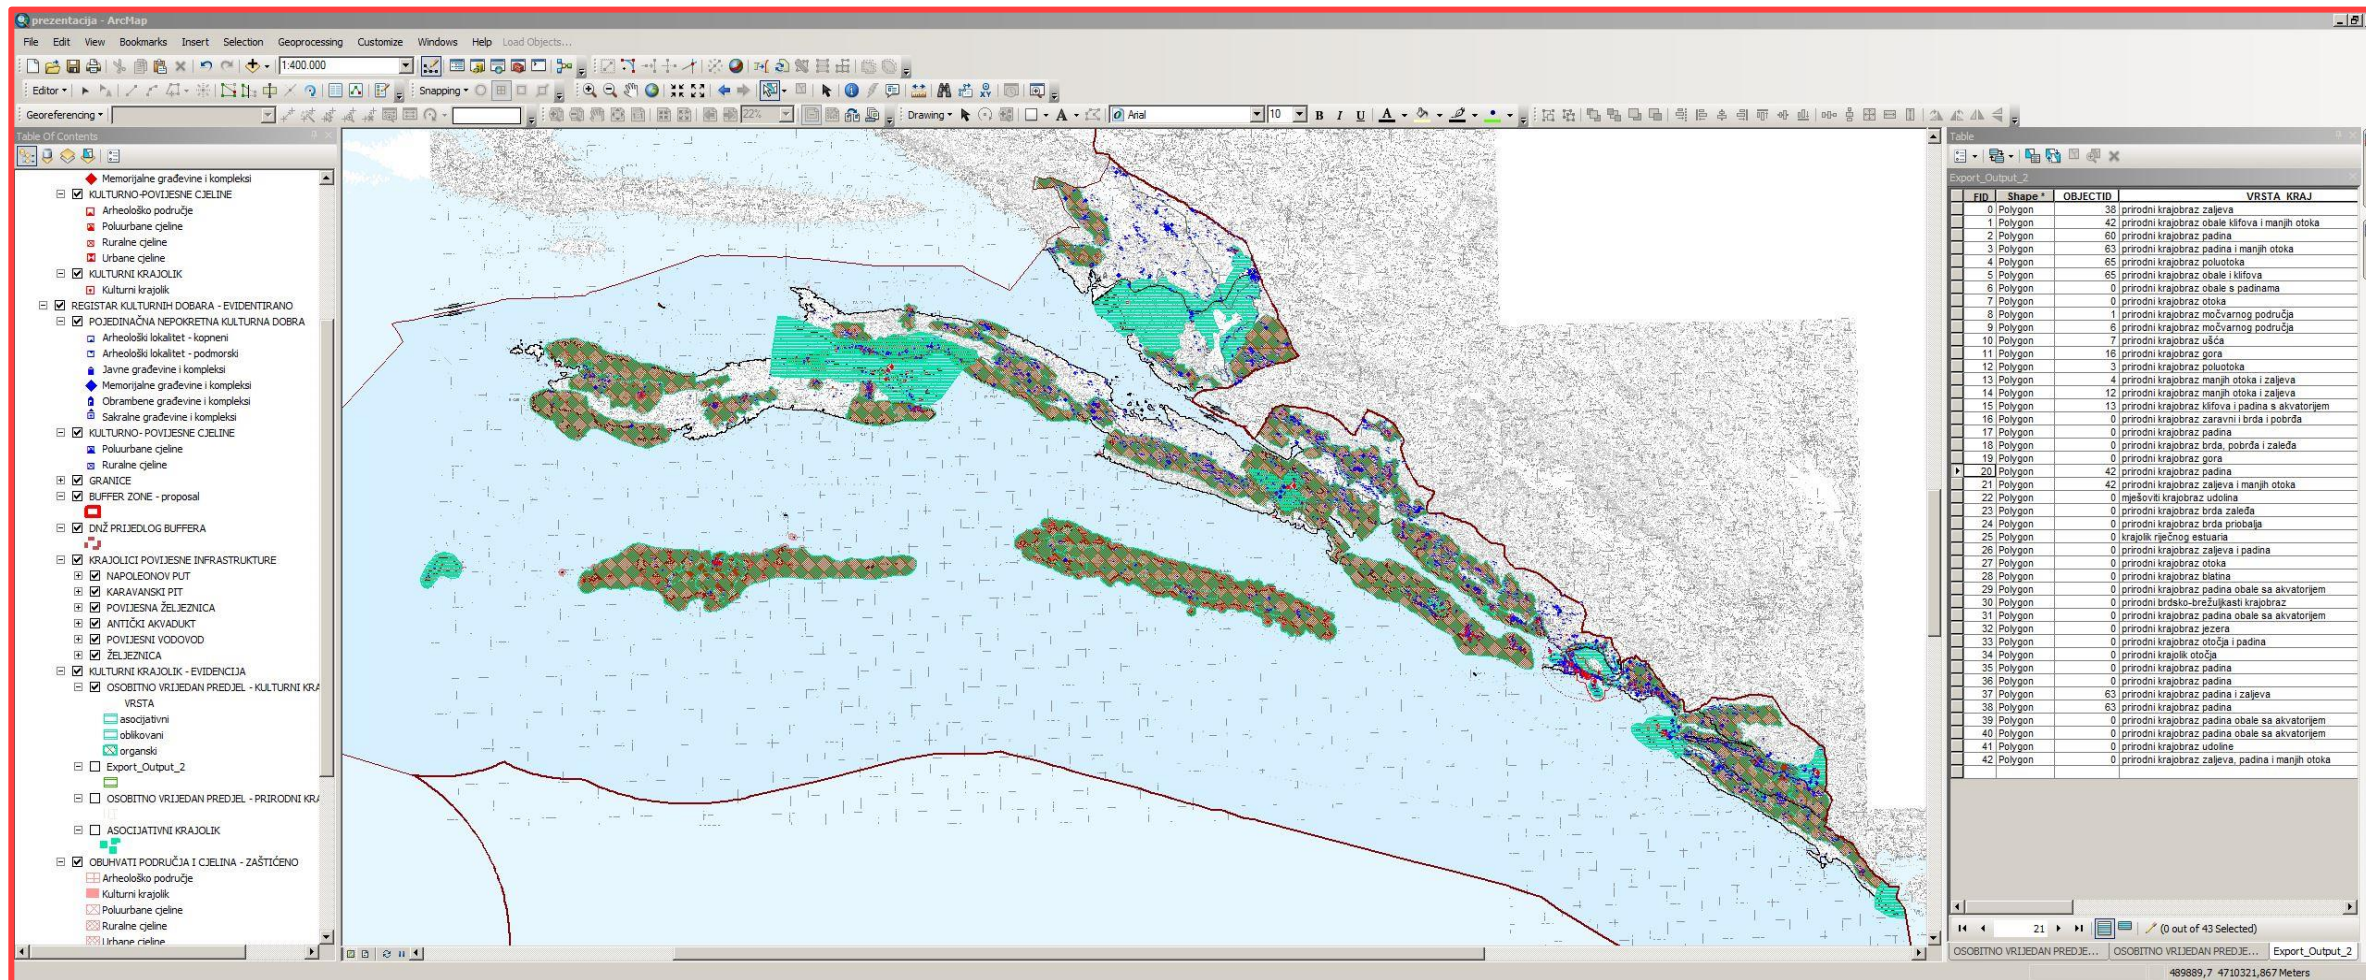 prezentacija - ArcMap
File Edit View Bookmarks Insert Selection Geoprocessing Customize Windows Help Load Objects...
1:400.000
Editor Snapping
Georeferencing 22% Drawing A Arial 10 B I U A
Table Of Contents
Memorijalne građevine i kompleksi
KULTURNO-POVIJESNE CJELINE
Arheološko područje
Poluurbane cjeline
Ruralne cjeline
Urbane cjeline
KULTURNI KRAJOLIK
Kulturni krajolik
REGISTAR KULTURNIH DOBARA - EVIDENTIRANO
POJEDINAČNA NEPOKRETNA KULTURNA DOBRA
Arheološki lokalitet - kopneni
Arheološki lokalitet - podmorski
Javne građevine i kompleksi
Memorijalne građevine i kompleksi
Obrambene građevine i kompleksi
Sakralne građevine i kompleksi
KULTURNO- POVIJESNE CJELINE
Poluurbane cjeline
Ruralne cjeline
GRANICE
BUFFER ZONE - proposal
DNŽ PRIJEDLOG BUFFERA
KRAJOLICI POVIJESNE INFRASTRUKTURE
NAPOLEONOV PUT
KARAVANSKI PIT
POVIJESNA ŽELJEZNICA
ANTIČKI AKVADUKT
POVIJESNI VODOVOD
ŽELJEZNICA
KULTURNI KRAJOLIK - EVIDENCIJA
OSOBITNO VRIJEDAN PREDJEL - KULTURNI KRA
VRSTA
asocijativni
oblikovani
organski
Export_Output_2
OSOBITNO VRIJEDAN PREDJEL - PRIRODNI KRA
ASOCIJATIVNI KRAJOLIK
OBUHVATI PODRUČJA I CJELINA - ZAŠTIĆENO
Arheološko područje
Kulturni krajolik
Poluurbane cjeline
Ruralne cjeline
Urbane cjeline
Table
Export_Output_2
FID Shape * OBJECTID VRSTA_KRAJ
0 Polygon 38 prirodni krajobraz zaljeva
1 Polygon 42 prirodni krajobraz obale klifova i manjih otoka
2 Polygon 60 prirodni krajobraz padina
3 Polygon 63 prirodni krajobraz padina i manjih otoka
4 Polygon 65 prirodni krajobraz poluotoka
5 Polygon 65 prirodni krajobraz obale i klifova
6 Polygon 0 prirodni krajobraz obale s padinama
7 Polygon 0 prirodni krajobraz otoka
8 Polygon 1 prirodni krajobraz močvarnog područja
9 Polygon 6 prirodni krajobraz močvarnog područja
10 Polygon 7 prirodni krajobraz ušća
11 Polygon 16 prirodni krajobraz gora
12 Polygon 3 prirodni krajobraz poluotoka
13 Polygon 4 prirodni krajobraz manjih otoka i zaljeva
14 Polygon 12 prirodni krajobraz manjih otoka i zaljeva
15 Polygon 13 prirodni krajobraz klifova i padina s akvatorijem
16 Polygon 0 prirodni krajobraz zaravni i brda i pobrđa
17 Polygon 0 prirodni krajobraz padina
18 Polygon 0 prirodni krajobraz brda, pobrđa i zaleđa
19 Polygon 0 prirodni krajobraz gora
20 Polygon 42 prirodni krajobraz padina
21 Polygon 42 prirodni krajobraz zaljeva i manjih otoka
22 Polygon 0 mješoviti krajobraz udolina
23 Polygon 0 prirodni krajobraz brda zaleđa
24 Polygon 0 prirodni krajobraz brda priobalja
25 Polygon 0 krajolik riječnog estuaria
26 Polygon 0 prirodni krajobraz zaljeva i padina
27 Polygon 0 prirodni krajobraz otoka
28 Polygon 0 prirodni krajobraz blatina
29 Polygon 0 prirodni krajobraz padina obale sa akvatorijem
30 Polygon 0 prirodni brdsko-brežuljkasti krajobraz
31 Polygon 0 prirodni krajobraz padina obale sa akvatorijem
32 Polygon 0 prirodni krajobraz jezera
33 Polygon 0 prirodni krajobraz otočja i padina
34 Polygon 0 prirodni krajolik otočja
35 Polygon 0 prirodni krajobraz padina
36 Polygon 0 prirodni krajobraz padina
37 Polygon 63 prirodni krajobraz padina i zaljeva
38 Polygon 63 prirodni krajobraz padina
39 Polygon 0 prirodni krajobraz padina obale sa akvatorijem
40 Polygon 0 prirodni krajobraz padina obale sa akvatorijem
41 Polygon 0 prirodni krajobraz udoline
42 Polygon 0 prirodni krajobraz zaljeva, padina i manjih otoka
21 (0 out of 43 Selected)
OSOBITNO VRIJEDAN PREDJE... OSOBITNO VRIJEDAN PREDJE... Export_Output_2
489889,7 4710321,867 Meters